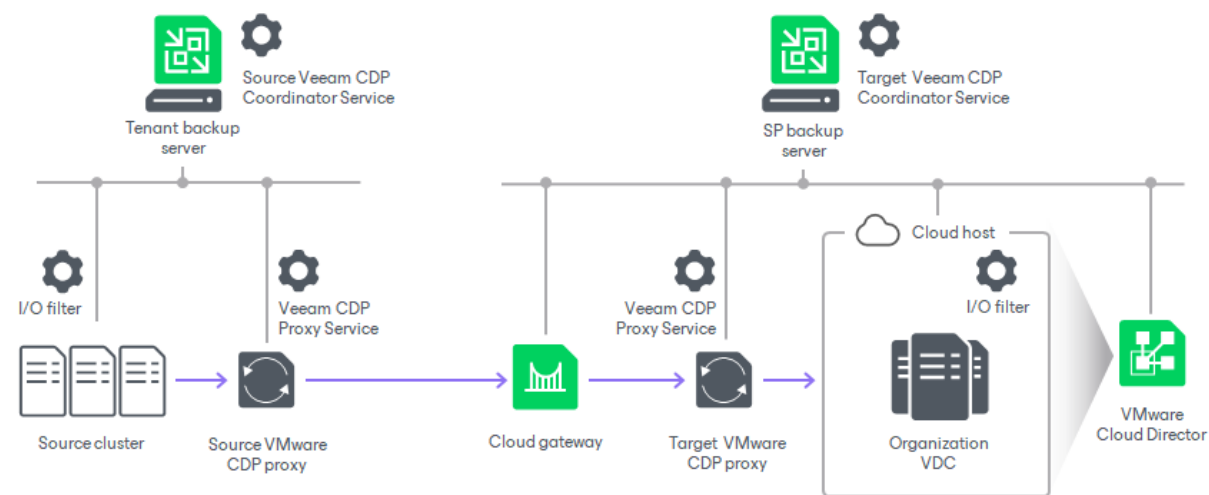 Source Veeam CDP
Coordinator Service
Tenant backup
server
Target Veeam CDP
Coordinator Service
SP backup
server
Cloud host
I/O filter
Veeam CDP
Proxy Service
Veeam CDP
Proxy Service
I/O filter
Source cluster
Source VMware
CDP proxy
Cloud gateway
Target VMware
CDP proxy
Organization
VDC
VMware
Cloud Director